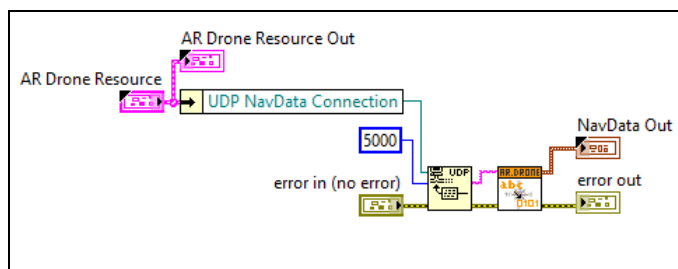 AR Drone Resource Out
AR Drone Resource
UDP NavData Connection
5000
NavData Out
UDP
AR.DRONE
abc
0101
error in (no error)
error out